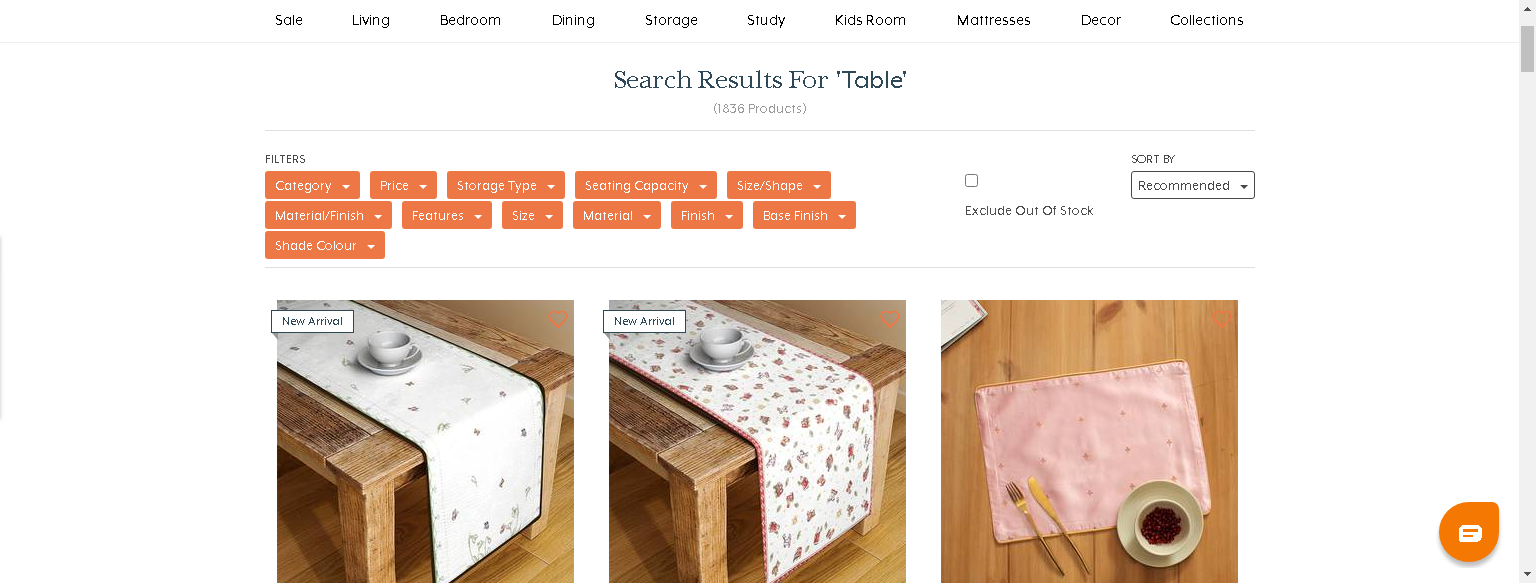 Sale Living Bedroom Dining Storage Study Kids Room Mattresses Decor Collections
Search Results For 'Table'
(1836 Products)
FILTERS
Category Price Storage Type Seating Capacity Size/Shape
Material/Finish Features Size Material Finish Base Finish
Shade Colour
Exclude Out Of Stock
SORT BY
Recommended
New Arrival
New Arrival